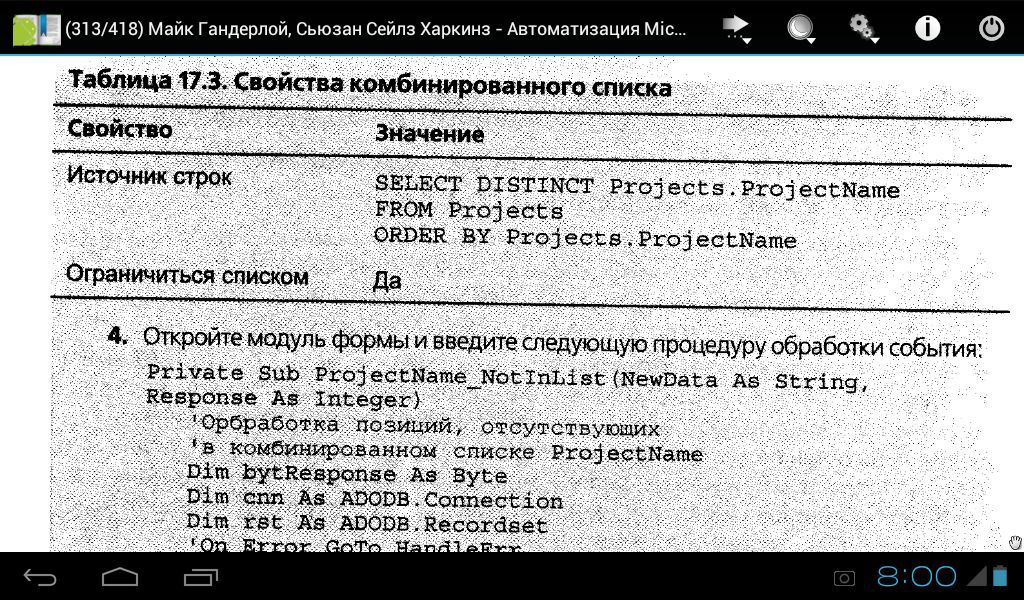 (313/418) Майк Гандерлой, Сьюзан Сейлз Харкинз - Автоматизация Mic...
Таблица 17.3. Свойства комбинированного списка
Свойство Значение
Источник строк SELECT DISTINCT Projects.ProjectName
FROM Projects
ORDER BY Projects.ProjectName
Ограничиться списком Да
4. Откройте модуль формы и введите следующую процедуру обработки события:
Private Sub ProjectName_NotInList(NewData As String,
Response As Integer)
'Орбработка позиций, отсутствующих
'в комбинированном списке ProjectName
Dim bytResponse As Byte
Dim cnn As ADODB.Connection
Dim rst As ADODB.Recordset
'On Error GoTo HandleErr
8:00